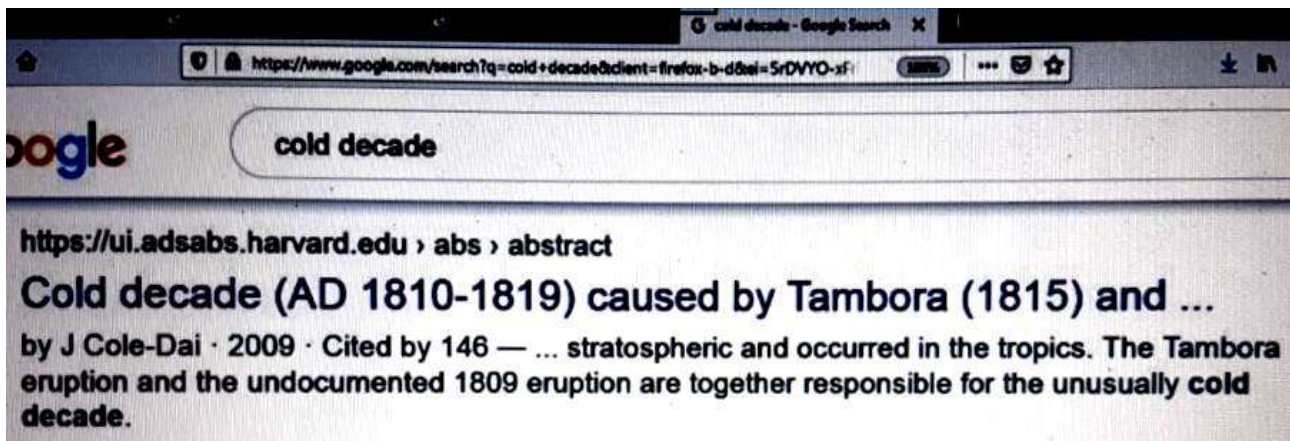 cold decade - Google Search
https://www.google.com/search?q=cold+decade&client=firefox-b-d&ei=5rDVYO-xF
oogle
cold decade
https://ui.adsabs.harvard.edu › abs › abstract
Cold decade (AD 1810-1819) caused by Tambora (1815) and ...
by J Cole-Dai · 2009 · Cited by 146 — ... stratospheric and occurred in the tropics. The Tambora
eruption and the undocumented 1809 eruption are together responsible for the unusually cold
decade.